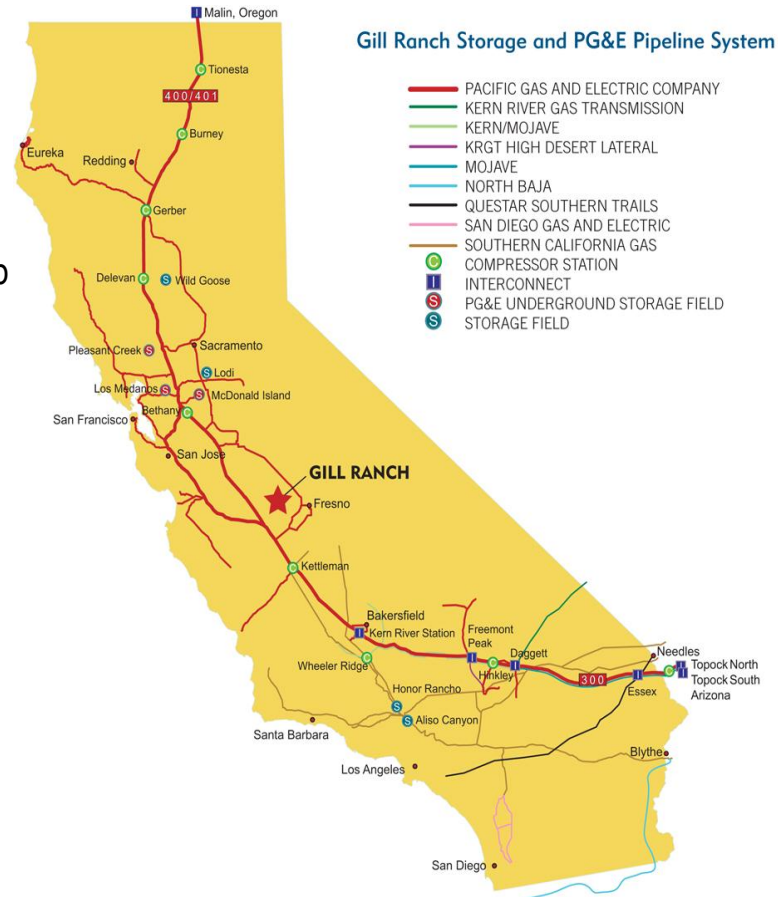 Malin, Oregon
Gill Ranch Storage and PG&E Pipeline System
Tionesta
400/401
PACIFIC GAS AND ELECTRIC COMPANY
KERN RIVER GAS TRANSMISSION
KERN/MOJAVE
KRGT HIGH DESERT LATERAL
MOJAVE
NORTH BAJA
QUESTAR SOUTHERN TRAILS
SAN DIEGO GAS AND ELECTRIC
SOUTHERN CALIFORNIA GAS
C COMPRESSOR STATION
I INTERCONNECT
S PG&E UNDERGROUND STORAGE FIELD
S STORAGE FIELD
Burney
Eureka
Redding
Gerber
Delevan
Wild Goose
Pleasant Creek
Sacramento
Lodi
Los Medanos
McDonald Island
Bethany
San Francisco
San Jose
GILL RANCH
Fresno
Kettleman
Bakersfield
Kern River Station
Freemont
Peak
Wheeler Ridge
Hinkley
Daggett
Needles
Topock North
Topock South
Arizona
300
Essex
Honor Rancho
Aliso Canyon
Santa Barbara
Los Angeles
Blythe
San Diego